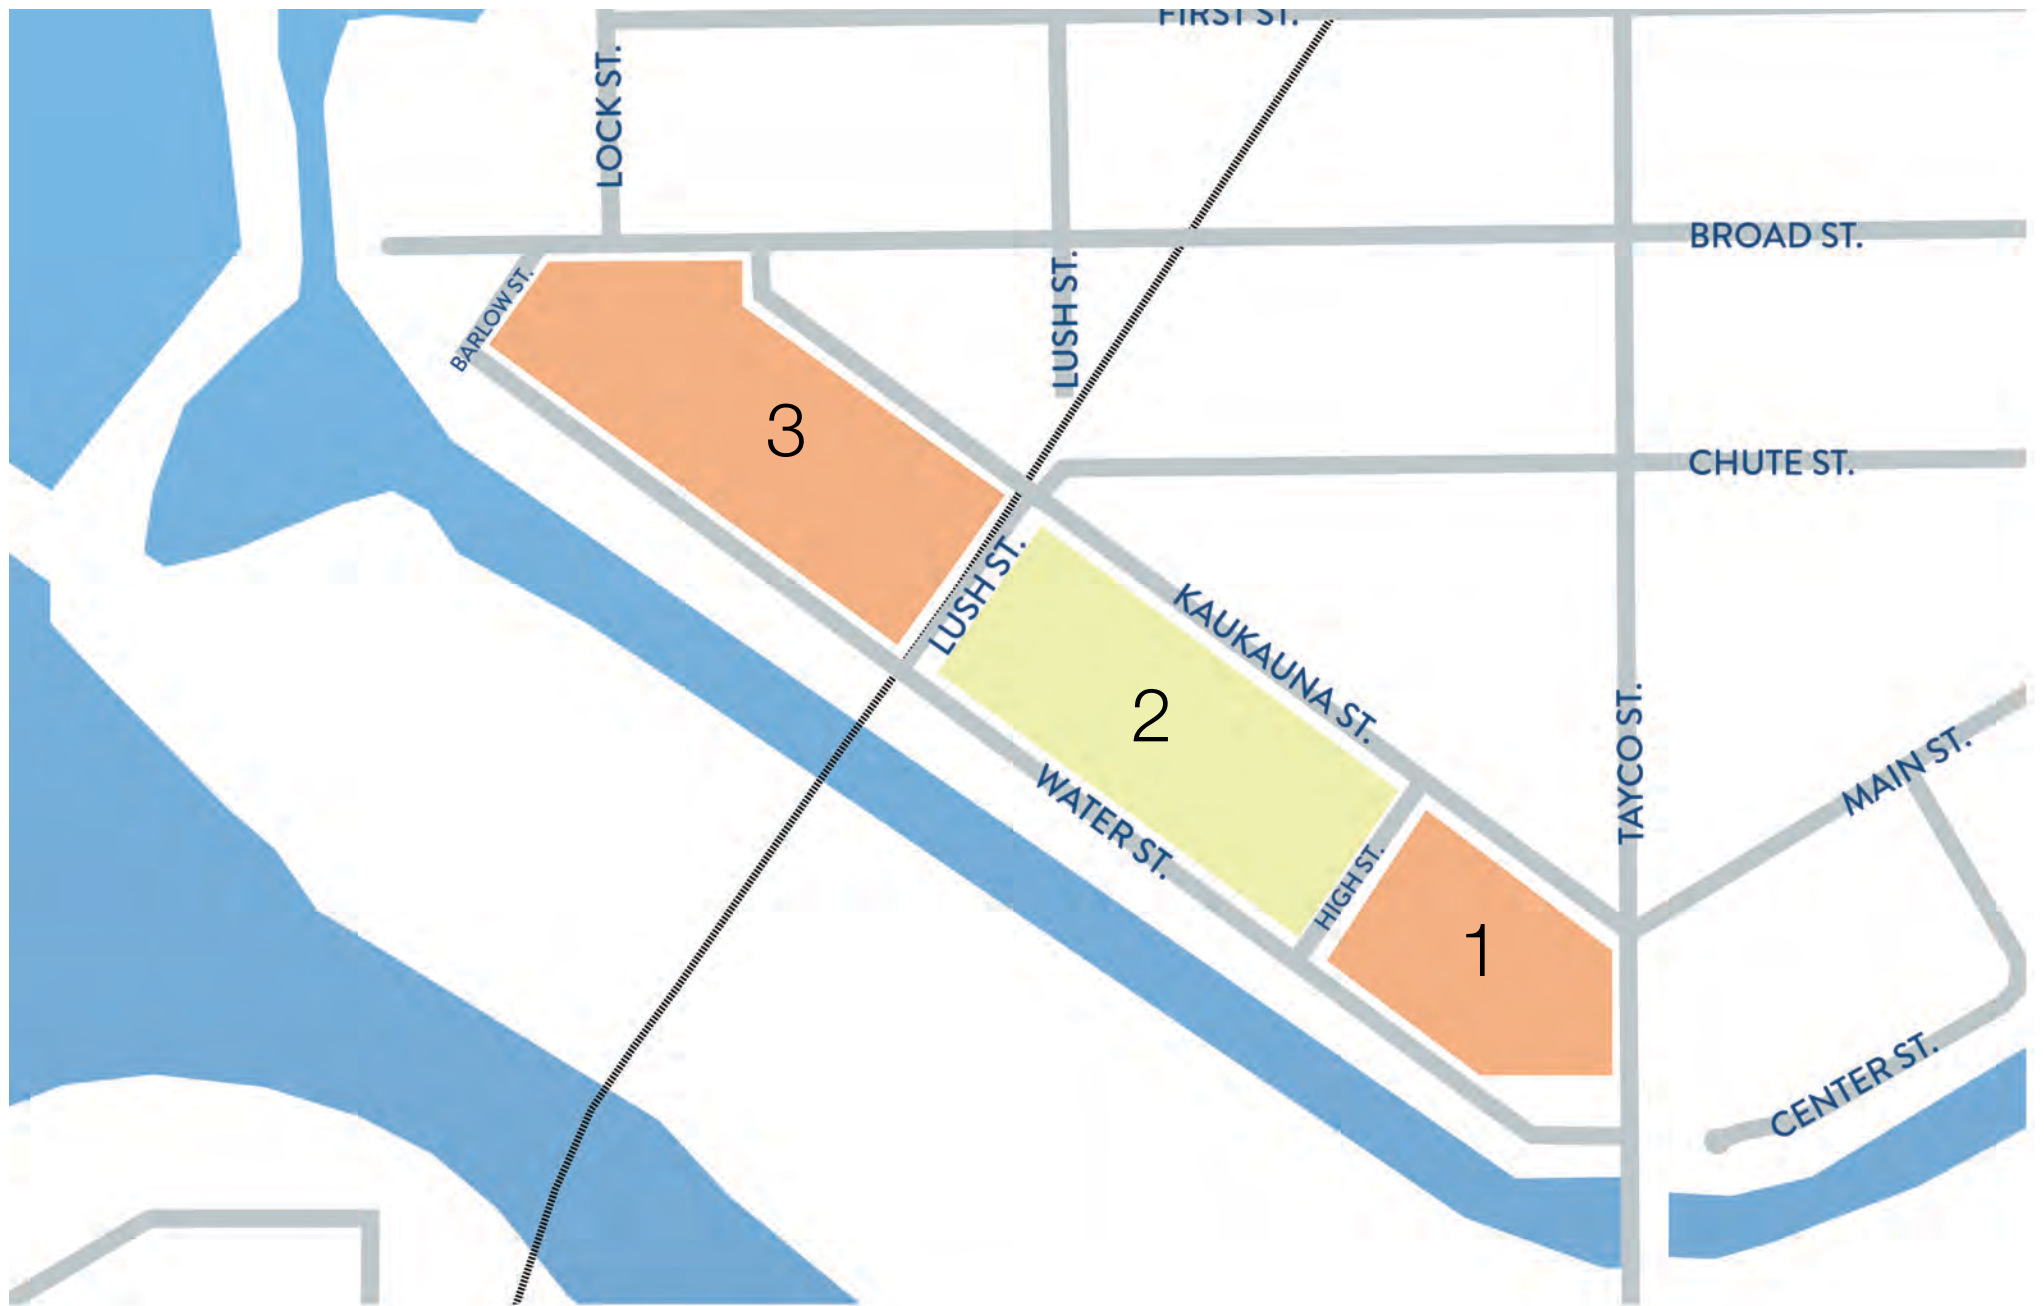 FIRST ST.
LOCK ST.
BROAD ST.
BARLOW ST.
LUSH ST.
3
CHUTE ST.
LUSH ST.
KAUKAUNA ST.
2
TAYCO ST.
MAIN ST.
WATER ST.
HIGH ST.
1
CENTER ST.